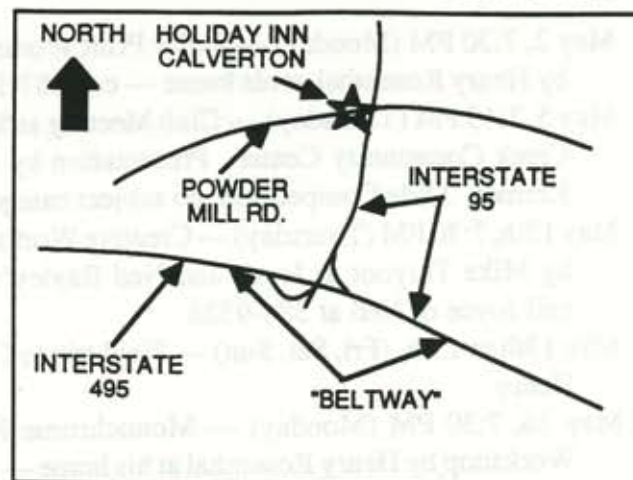 NORTH
HOLIDAY INN
CALVERTON
POWDER
MILL RD.
INTERSTATE
95
INTERSTATE
495
"BELTWAY"